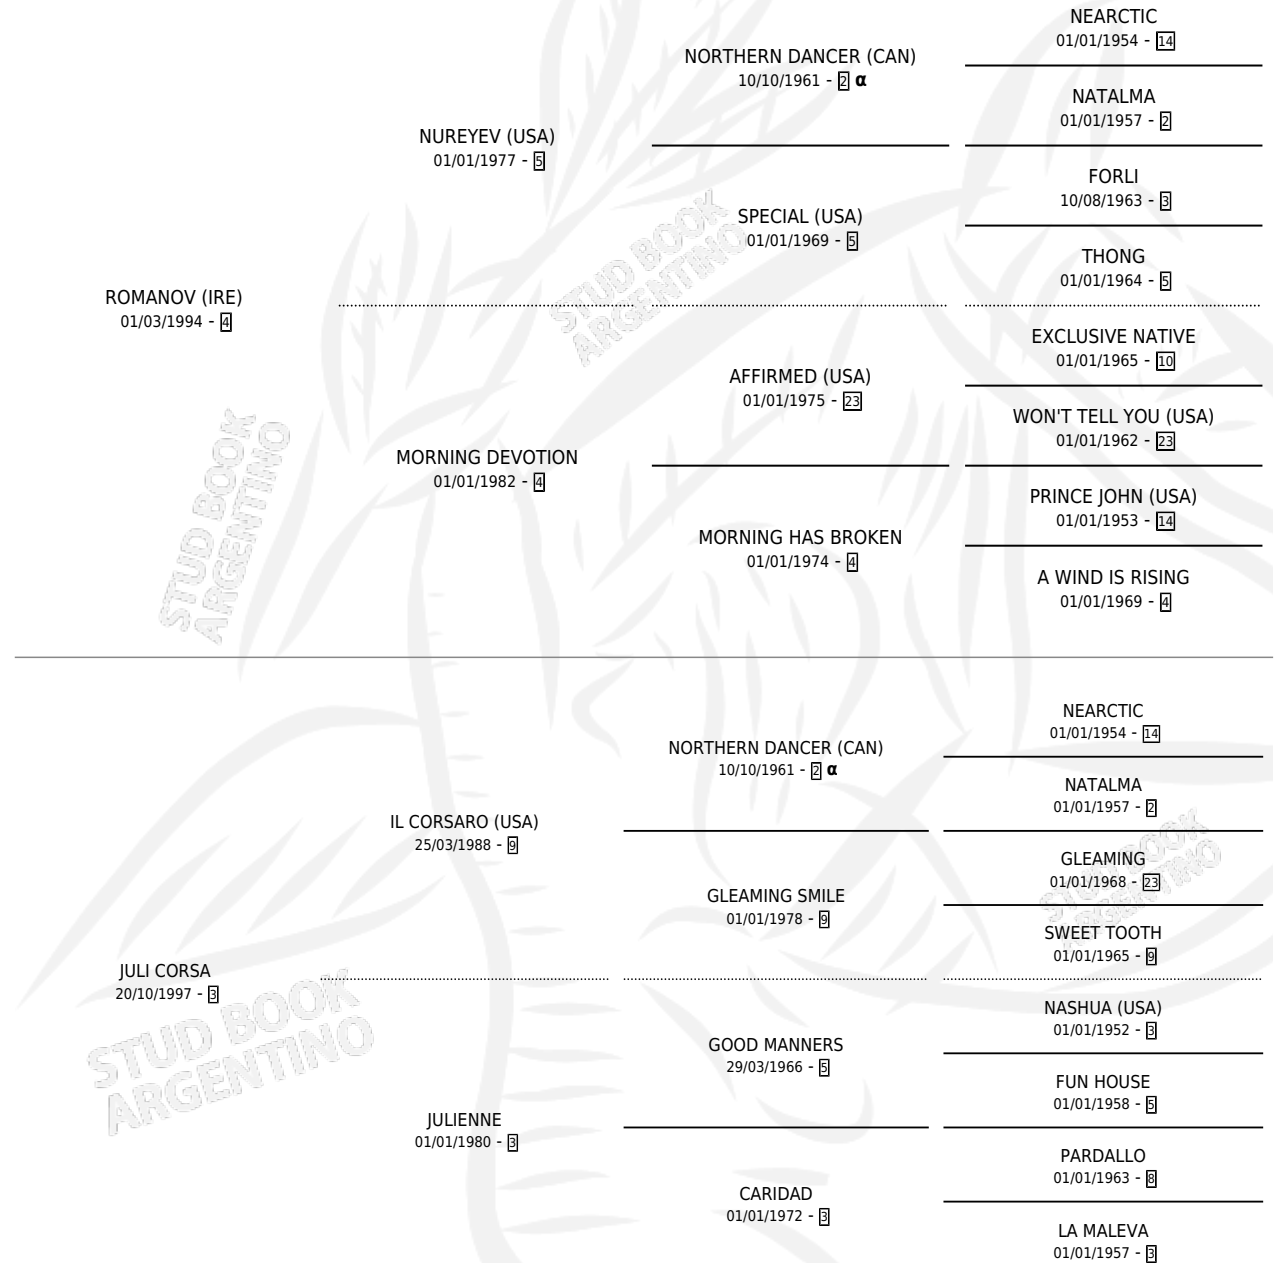 NEARCTIC
01/01/1954 - 14
NORTHERN DANCER (CAN)
10/10/1961 - 2 α
NATALMA
01/01/1957 - 2
NUREYEV (USA)
01/01/1977 - 5
FORLI
10/08/1963 - 3
SPECIAL (USA)
01/01/1969 - 5
THONG
01/01/1964 - 5
ROMANOV (IRE)
01/03/1994 - 4
EXCLUSIVE NATIVE
01/01/1965 - 10
AFFIRMED (USA)
01/01/1975 - 23
WON'T TELL YOU (USA)
01/01/1962 - 23
MORNING DEVOTION
01/01/1982 - 4
PRINCE JOHN (USA)
01/01/1953 - 14
MORNING HAS BROKEN
01/01/1974 - 4
A WIND IS RISING
01/01/1969 - 4
STUD BOOK
ARGENTINO
STUD BOOK
ARGENTINO
NEARCTIC
01/01/1954 - 14
NORTHERN DANCER (CAN)
10/10/1961 - 2 α
NATALMA
01/01/1957 - 2
IL CORSARO (USA)
25/03/1988 - 9
GLEAMING
01/01/1968 - 23
GLEAMING SMILE
01/01/1978 - 9
SWEET TOOTH
01/01/1965 - 9
JULI CORSA
20/10/1997 - 3
NASHUA (USA)
01/01/1952 - 3
GOOD MANNERS
29/03/1966 - 5
FUN HOUSE
01/01/1958 - 5
JULIENNE
01/01/1980 - 3
PARDALLO
01/01/1963 - 8
CARIDAD
01/01/1972 - 3
LA MALEVA
01/01/1957 - 3
STUD BOOK
ARGENTINO
STUD BOOK
ARGENTINO